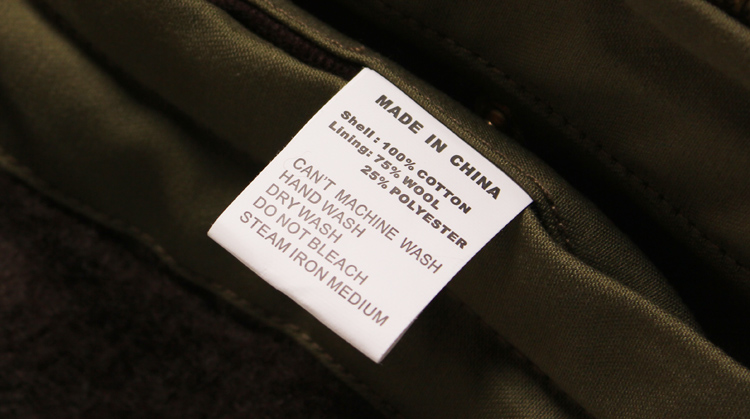 MADE IN CHINA
Shell : 100% COTTON
Lining: 75% WOOL
25% POLYESTER
CAN'T MACHINE WASH
HAND WASH
DRY WASH
DO NOT BLEACH
STEAM IRON MEDIUM